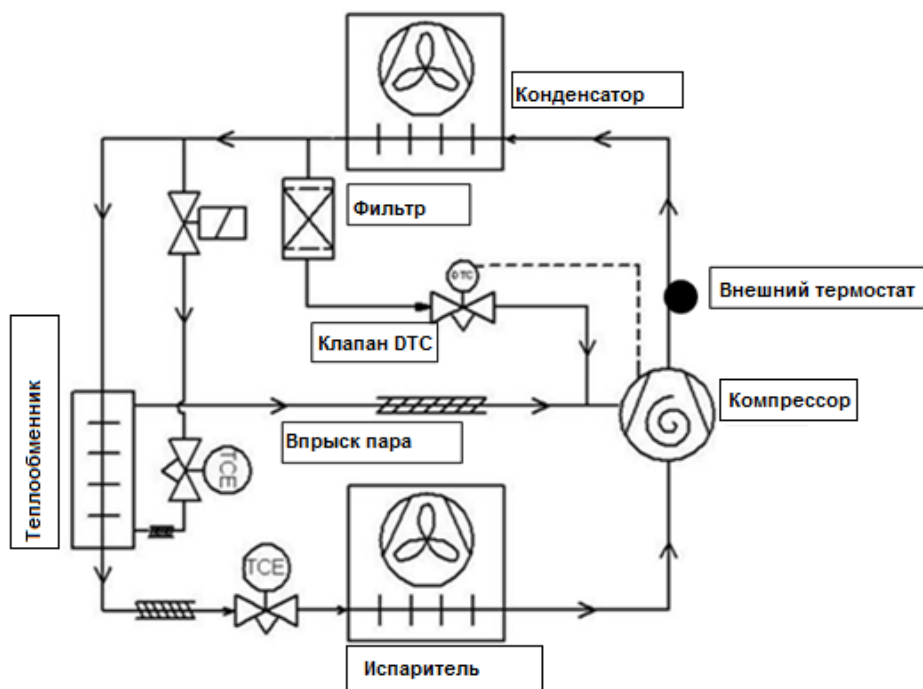 Конденсатор
Фильтр
DTC
Внешний термостат
Клапан DTC
Теплообменник
Компрессор
Впрыск пара
TCE
TCE
Испаритель